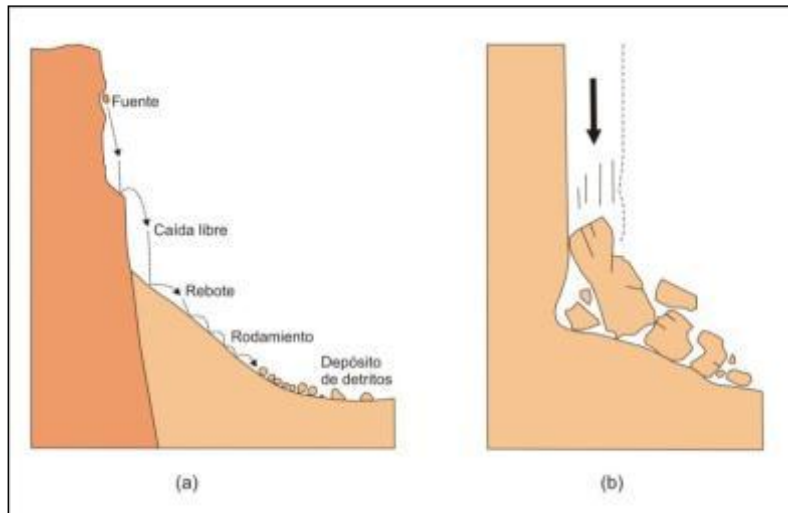 Fuente
Caída libre
Rebote
Rodamiento
Depósito
de detritos
(a)
(b)